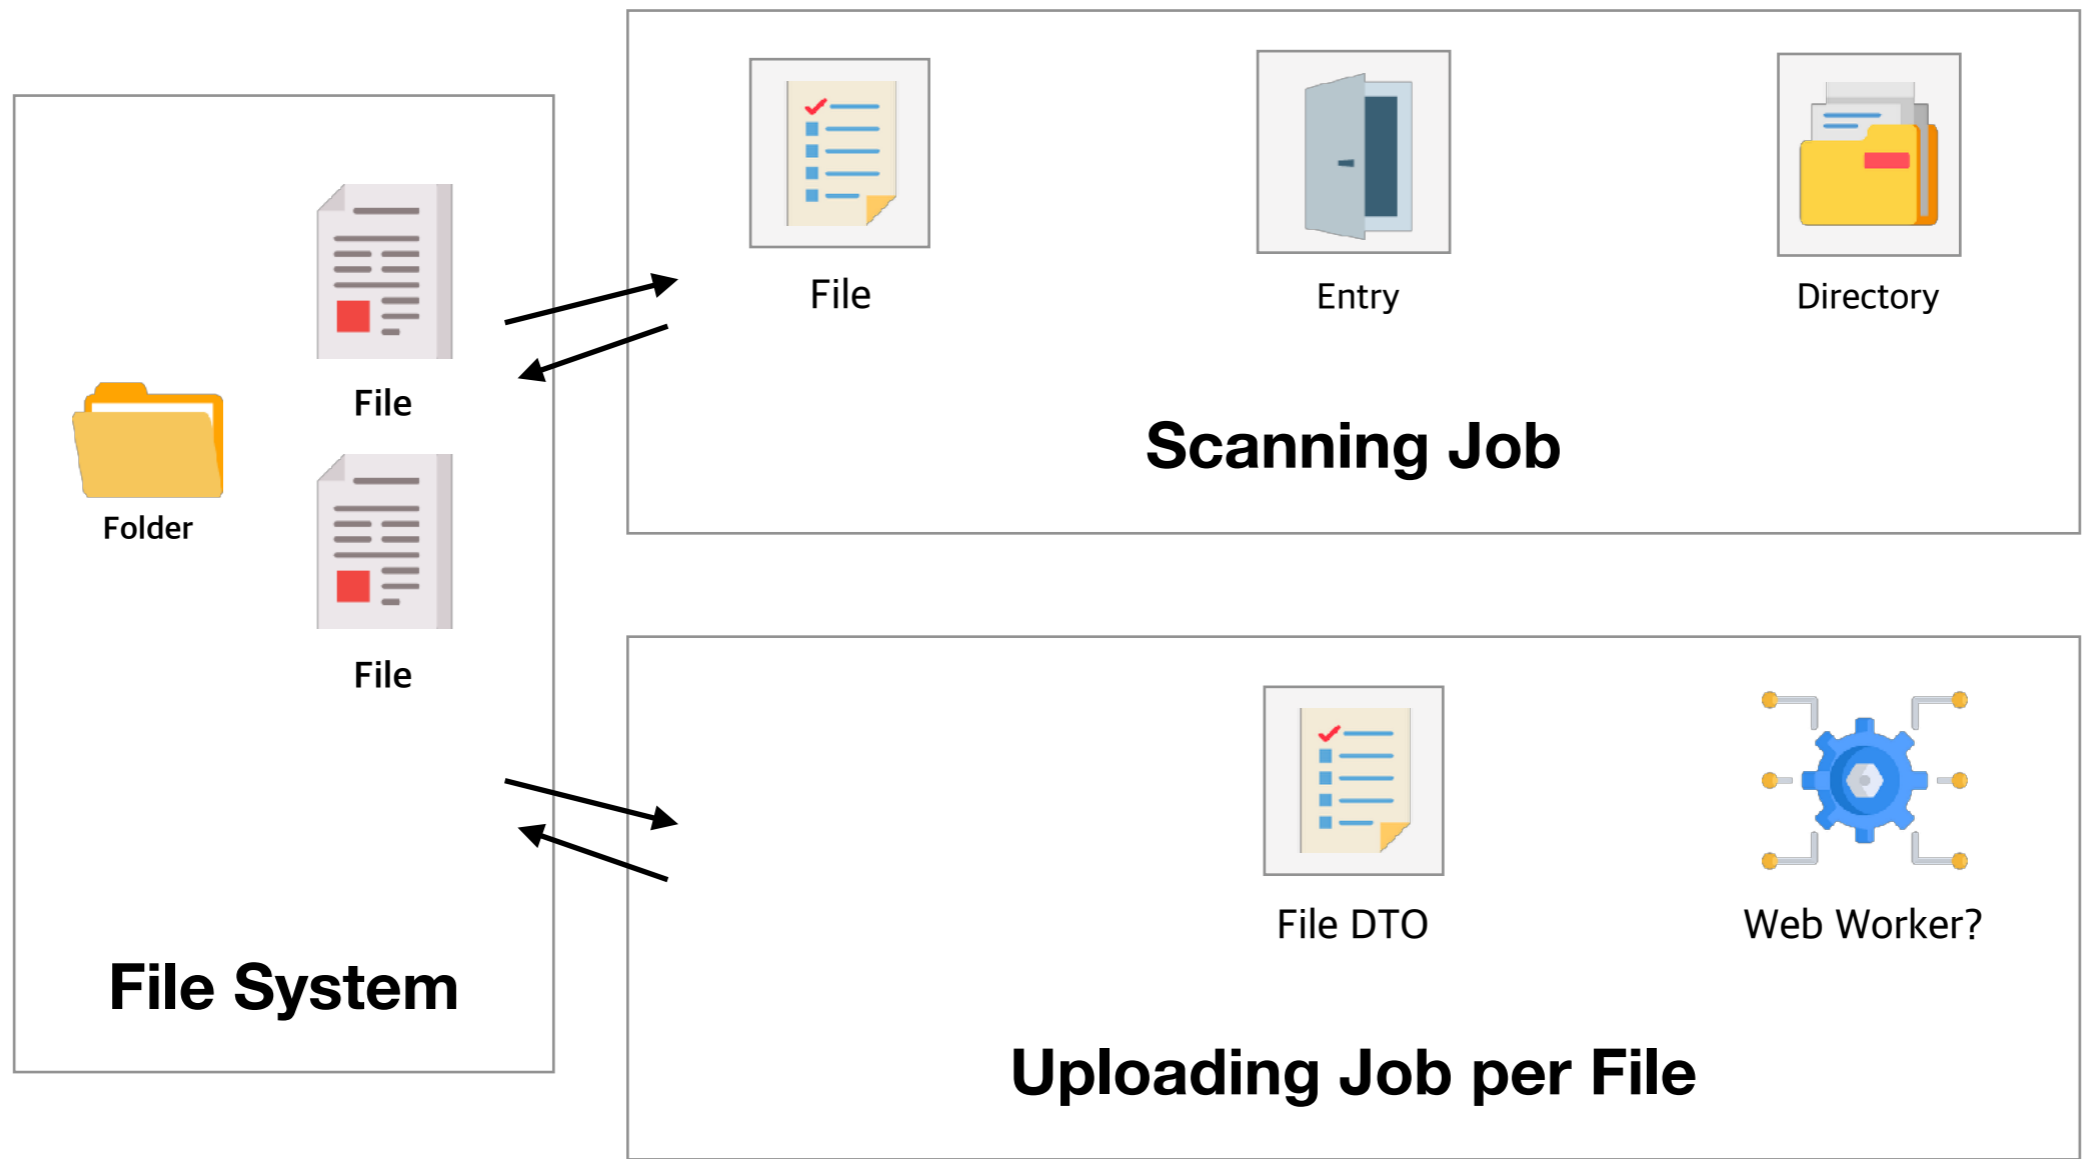 File
File
Folder
File System
File
Entry
Directory
Scanning Job
File DTO
Web Worker?
Uploading Job per File